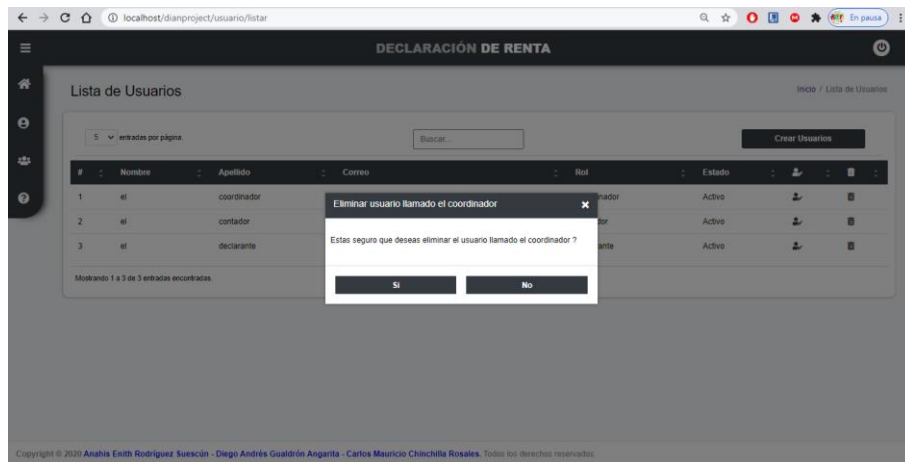 localhost/dianproject/usuario/listar
En pausa
DECLARACIÓN DE RENTA
Lista de Usuarios
Inicio / Lista de Usuarios
5 entradas por página.
Buscar...
Crear Usuarios
# Nombre Apellido Correo Rol Estado
1 el coordinador nador Activo
2 el contador dor Activo
3 el declarante ante Activo
Mostrando 1 a 3 de 3 entradas encontradas.
Eliminar usuario llamado el coordinador
Estas seguro que deseas eliminar el usuario llamado el coordinador ?
Si No
Copyright © 2020 Anahis Enith Rodríguez Suescún - Diego Andrés Gualdrón Angarita - Carlos Mauricio Chinchilla Rosales. Todos los derechos reservados.